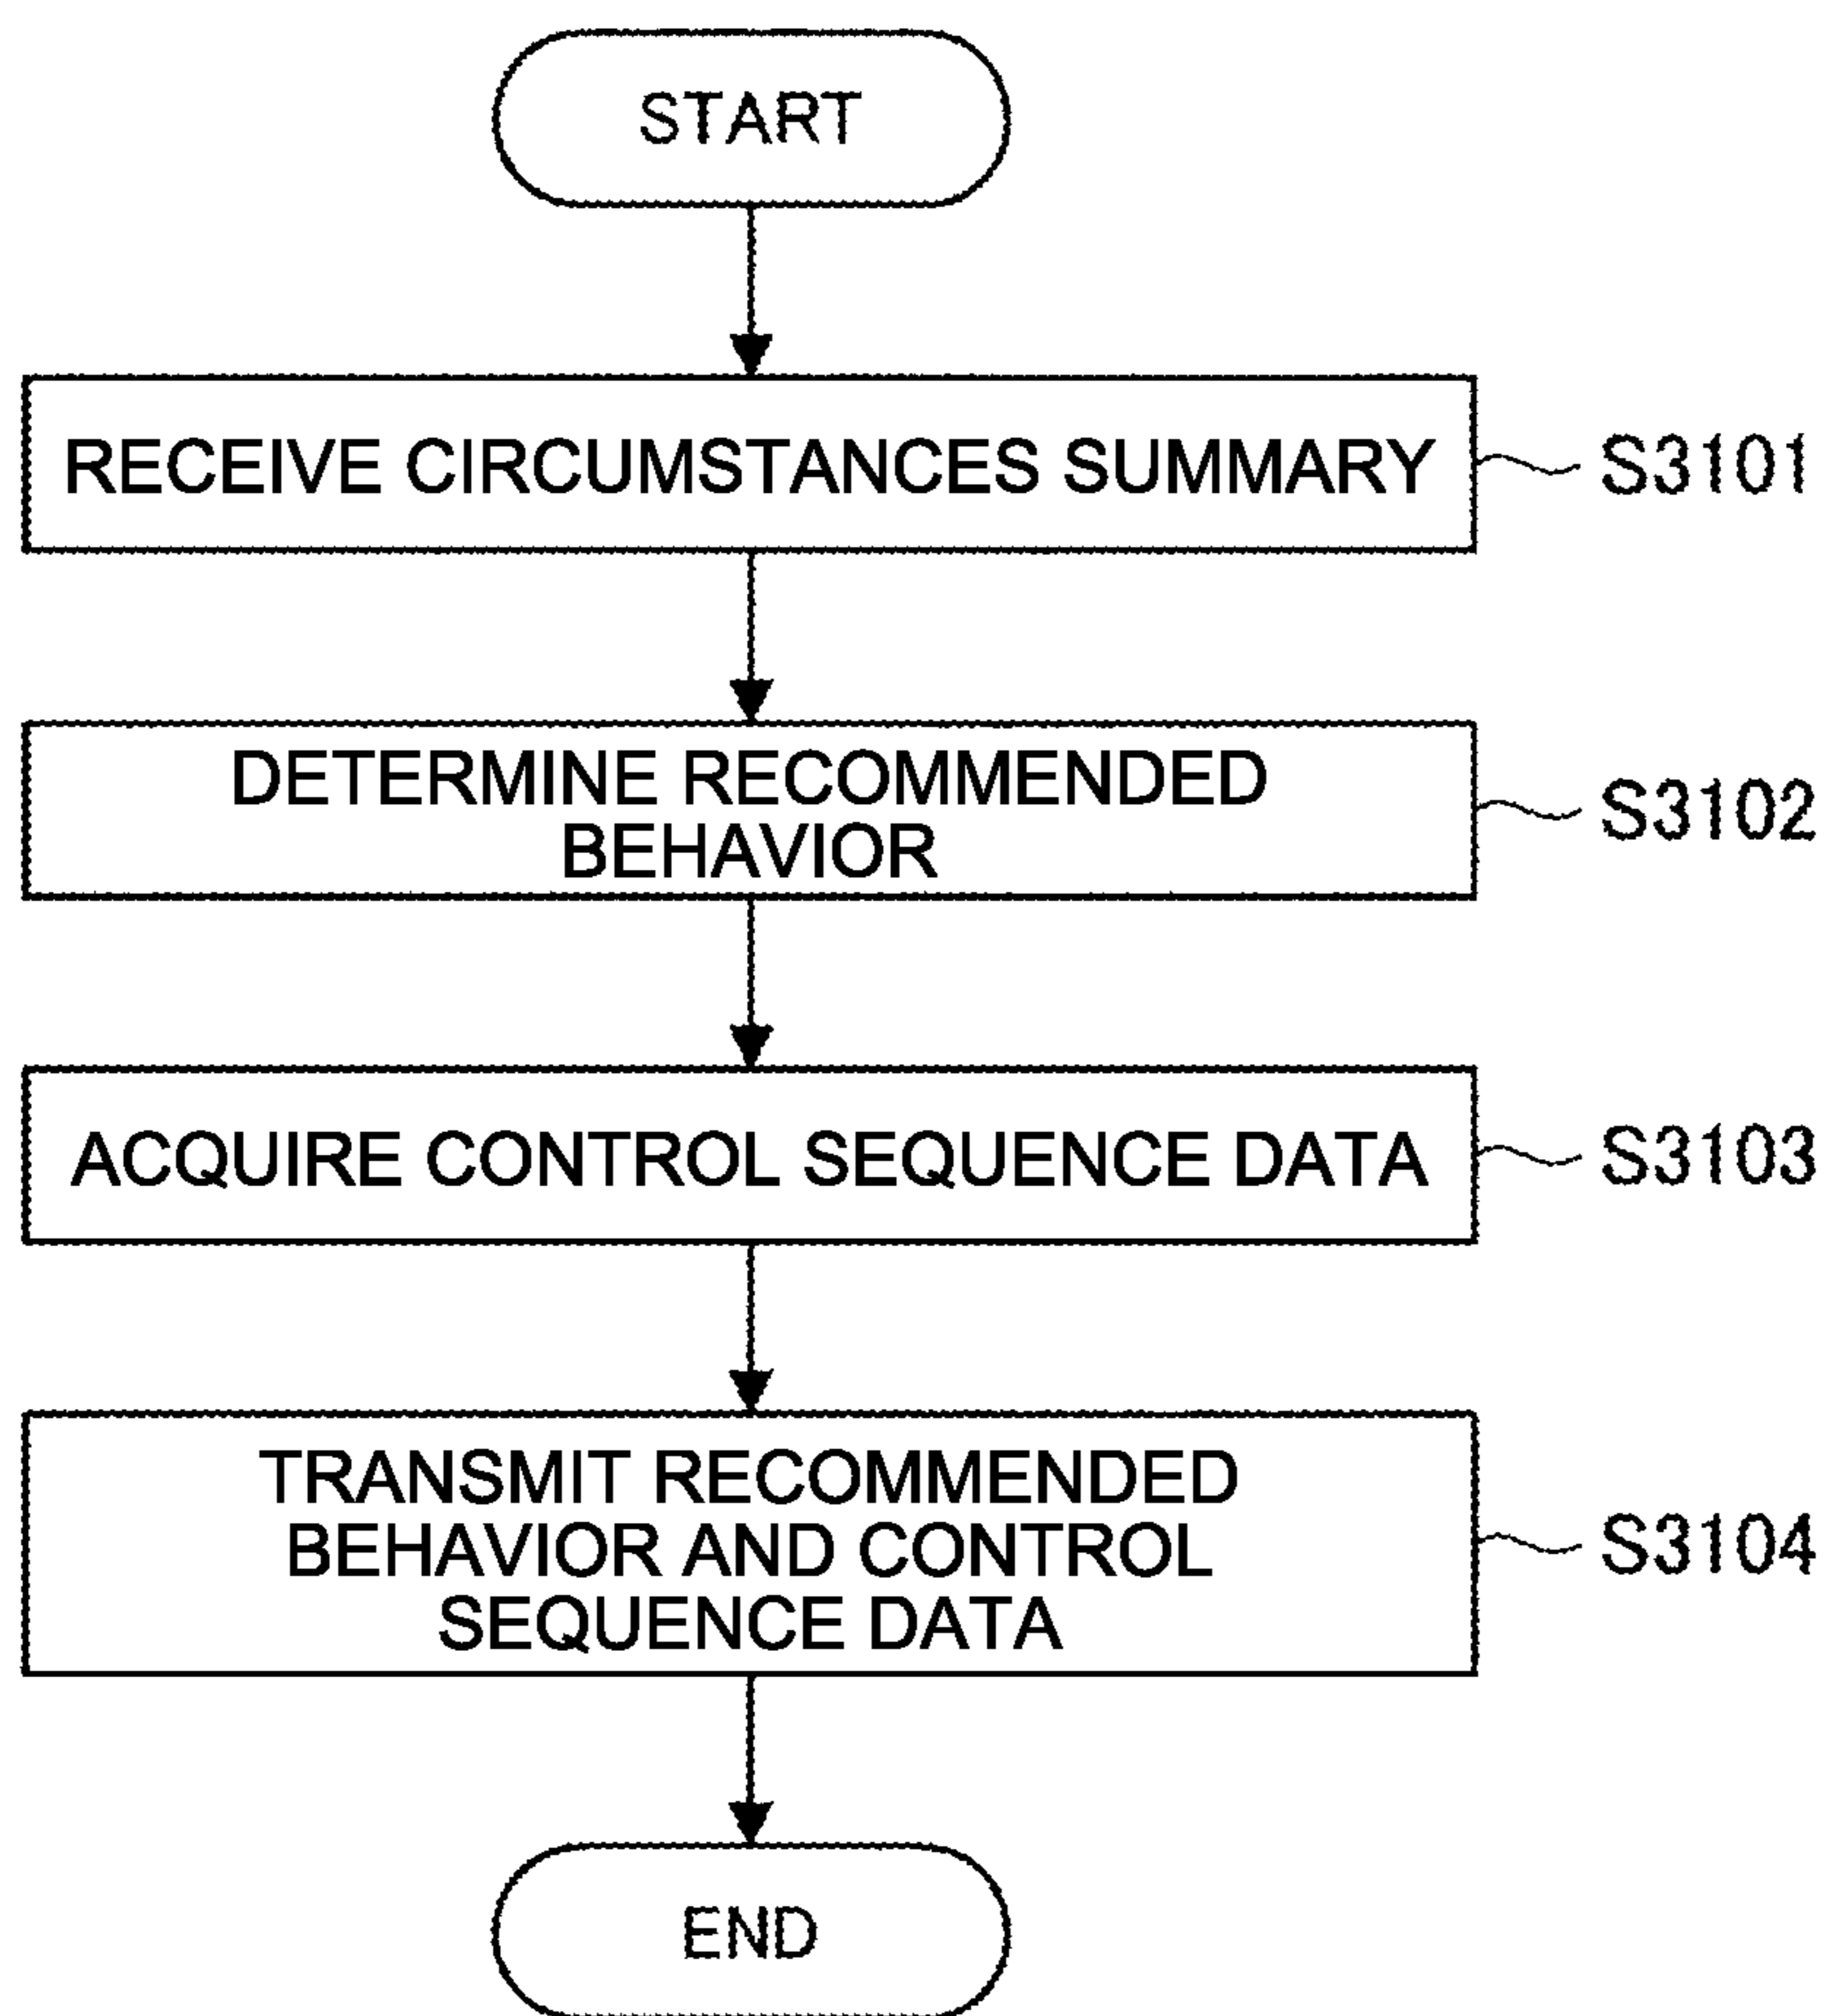 START
RECEIVE CIRCUMSTANCES SUMMARY
S3101
DETERMINE RECOMMENDED
BEHAVIOR
S3102
ACQUIRE CONTROL SEQUENCE DATA
S3103
TRANSMIT RECOMMENDED
BEHAVIOR AND CONTROL
SEQUENCE DATA
S3104
END